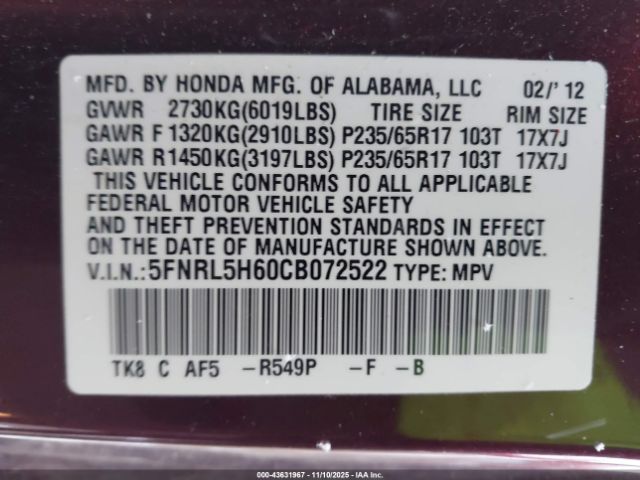 MFD. BY HONDA MFG. OF ALABAMA, LLC 02/' 12
GVWR 2730KG(6019LBS) TIRE SIZE RIM SIZE
GAWR F 1320KG(2910LBS) P235/65R17 103T 17X7J
GAWR R1450KG(3197LBS) P235/65R17 103T 17X7J
THIS VEHICLE CONFORMS TO ALL APPLICABLE
FEDERAL MOTOR VEHICLE SAFETY
AND THEFT PREVENTION STANDARDS IN EFFECT
ON THE DATE OF MANUFACTURE SHOWN ABOVE.
V.I.N.:5FNRL5H60CB072522 TYPE: MPV
TK8 C AF5 -R549P -F -B
000-43631967 - 11/10/2025 - IAAI.COM